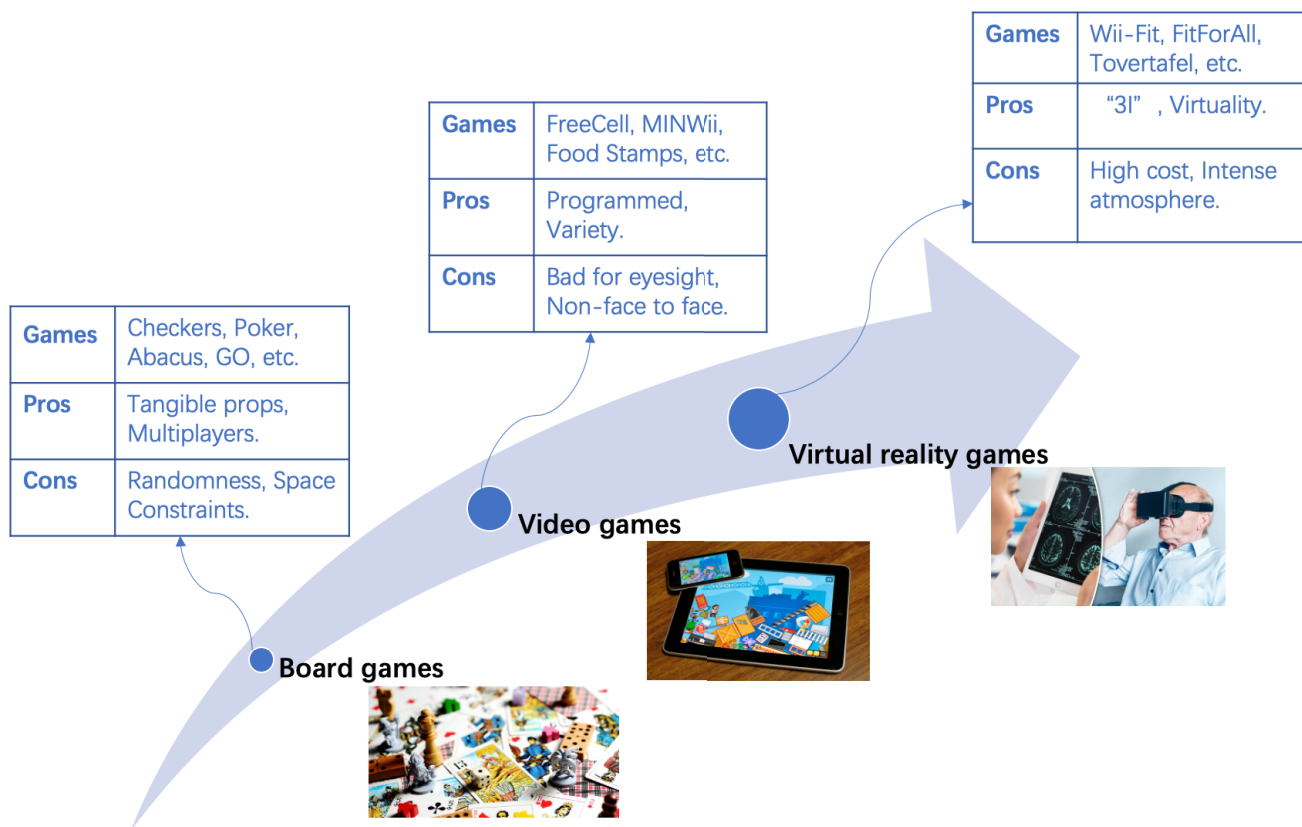 Games
Wii-Fit, FitForAll,
Tovertafel, etc.
Pros
“3I” , Virtuality.
Cons
High cost, Intense
atmosphere.
Games
FreeCell, MINWii,
Food Stamps, etc.
Pros
Programmed,
Variety.
Cons
Bad for eyesight,
Non-face to face.
Games
Checkers, Poker,
Abacus, GO, etc.
Pros
Tangible props,
Multiplayers.
Cons
Randomness, Space
Constraints.
Virtual reality games
Video games
Board games